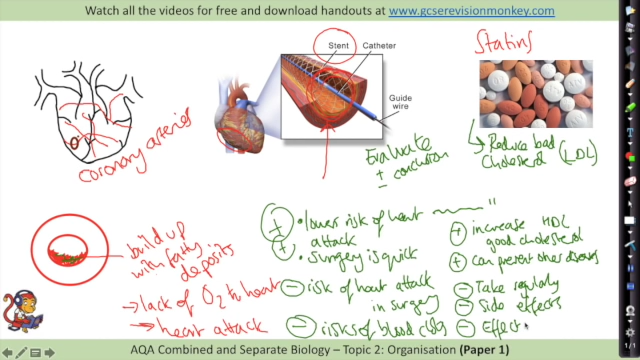 Watch all the videos for free and download handouts at www.gcserevisionmonkey.com
Stent
Catheter
Guide
wire
coronary arteries
Statins
Reduce bad
cholesterol (LDL)
Evaluate
+ conclusion
-
build up
with fatty
deposits
→ lack of O2 to heart
→ heart attack
+ • lower risk of heart
attack
+ • surgery is quick
- risk of heart attack
in surgery
- risks of blood clots
"
+ increase HDL
good cholesterol
+ can prevent other diseases
- Take regularly
- Side effects
- Effect
AQA Combined and Separate Biology – Topic 2: Organisation (Paper 1)
1/1